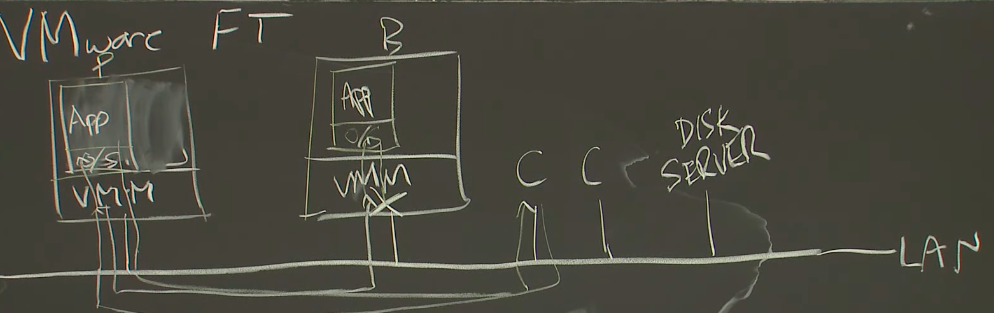 VMware FT
P
App
O/S
VMM
B
App
O/S
VMM
C
C
DISK
SERVER
LAN